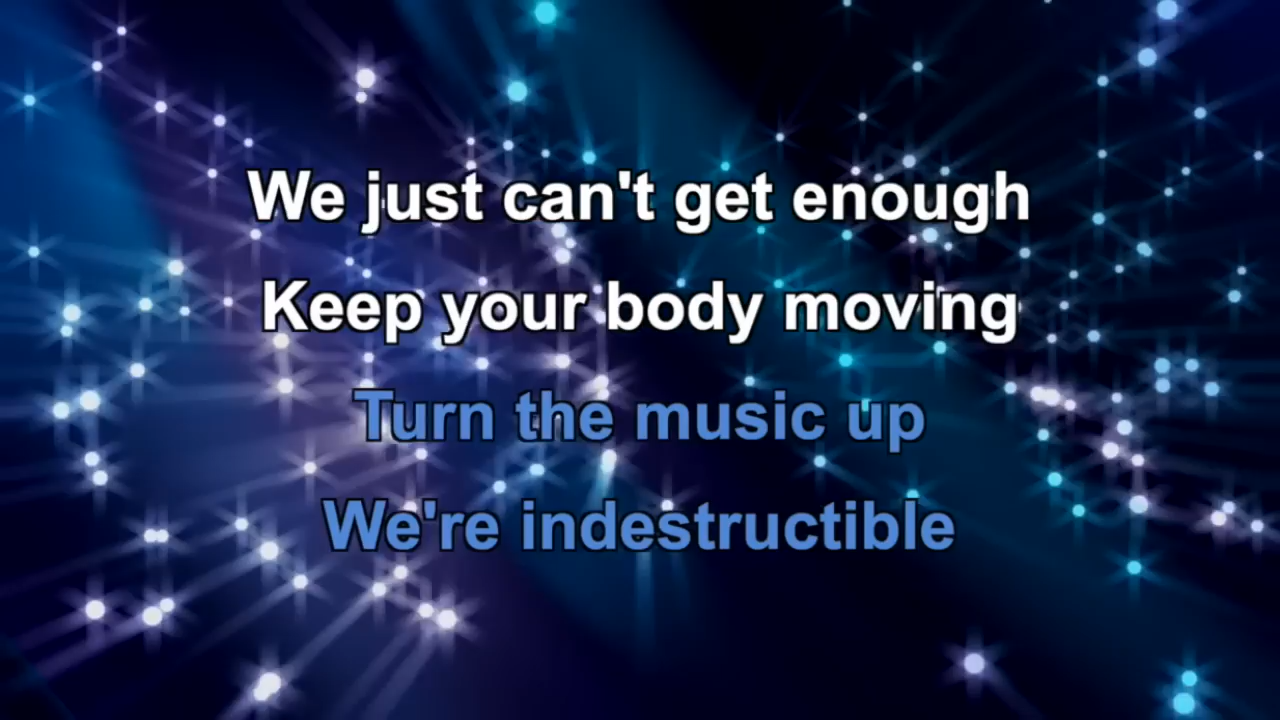 We just can't get enough
Keep your body moving
Turn the music up
We're indestructible